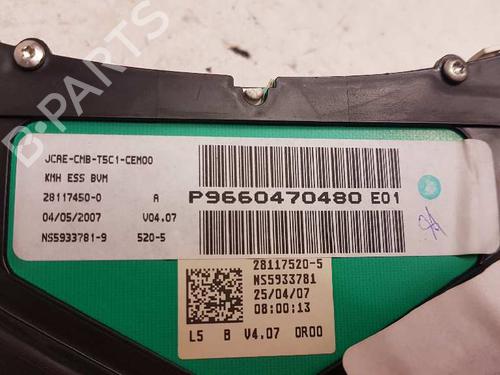 B-PARTS
JCAE-CMB-T5C1-CEM00
KMH ESS BVM
28117450-0 A
04/05/2007 V04.07
NS5933781-9 520-5
P9660470480 E01
28117520-5
NS5933781
25/04/07
08:00:13
L5 B V4.07 0R00